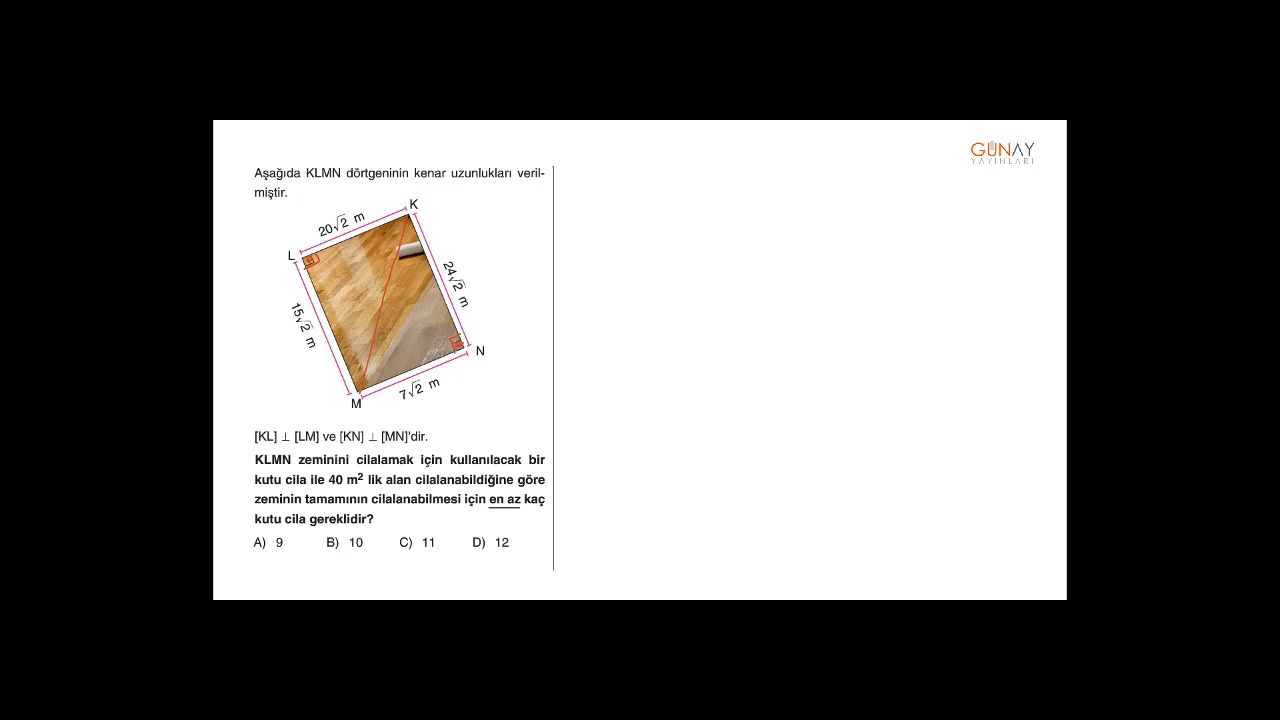 GÜNAY
YAYINLARI
Aşağıda KLMN dörtgeninin kenar uzunlukları veril-
miştir.
K
20√2 m
L
24√2 m
15√2 m
N
7√2 m
M
[KL] ⊥ [LM] ve [KN] ⊥ [MN]'dir.
KLMN zeminini cilalamak için kullanılacak bir
kutu cila ile 40 m² lik alan cilalanabildiğine göre
zeminin tamamının cilalanabilmesi için en az kaç
kutu cila gereklidir?
A) 9 B) 10 C) 11 D) 12